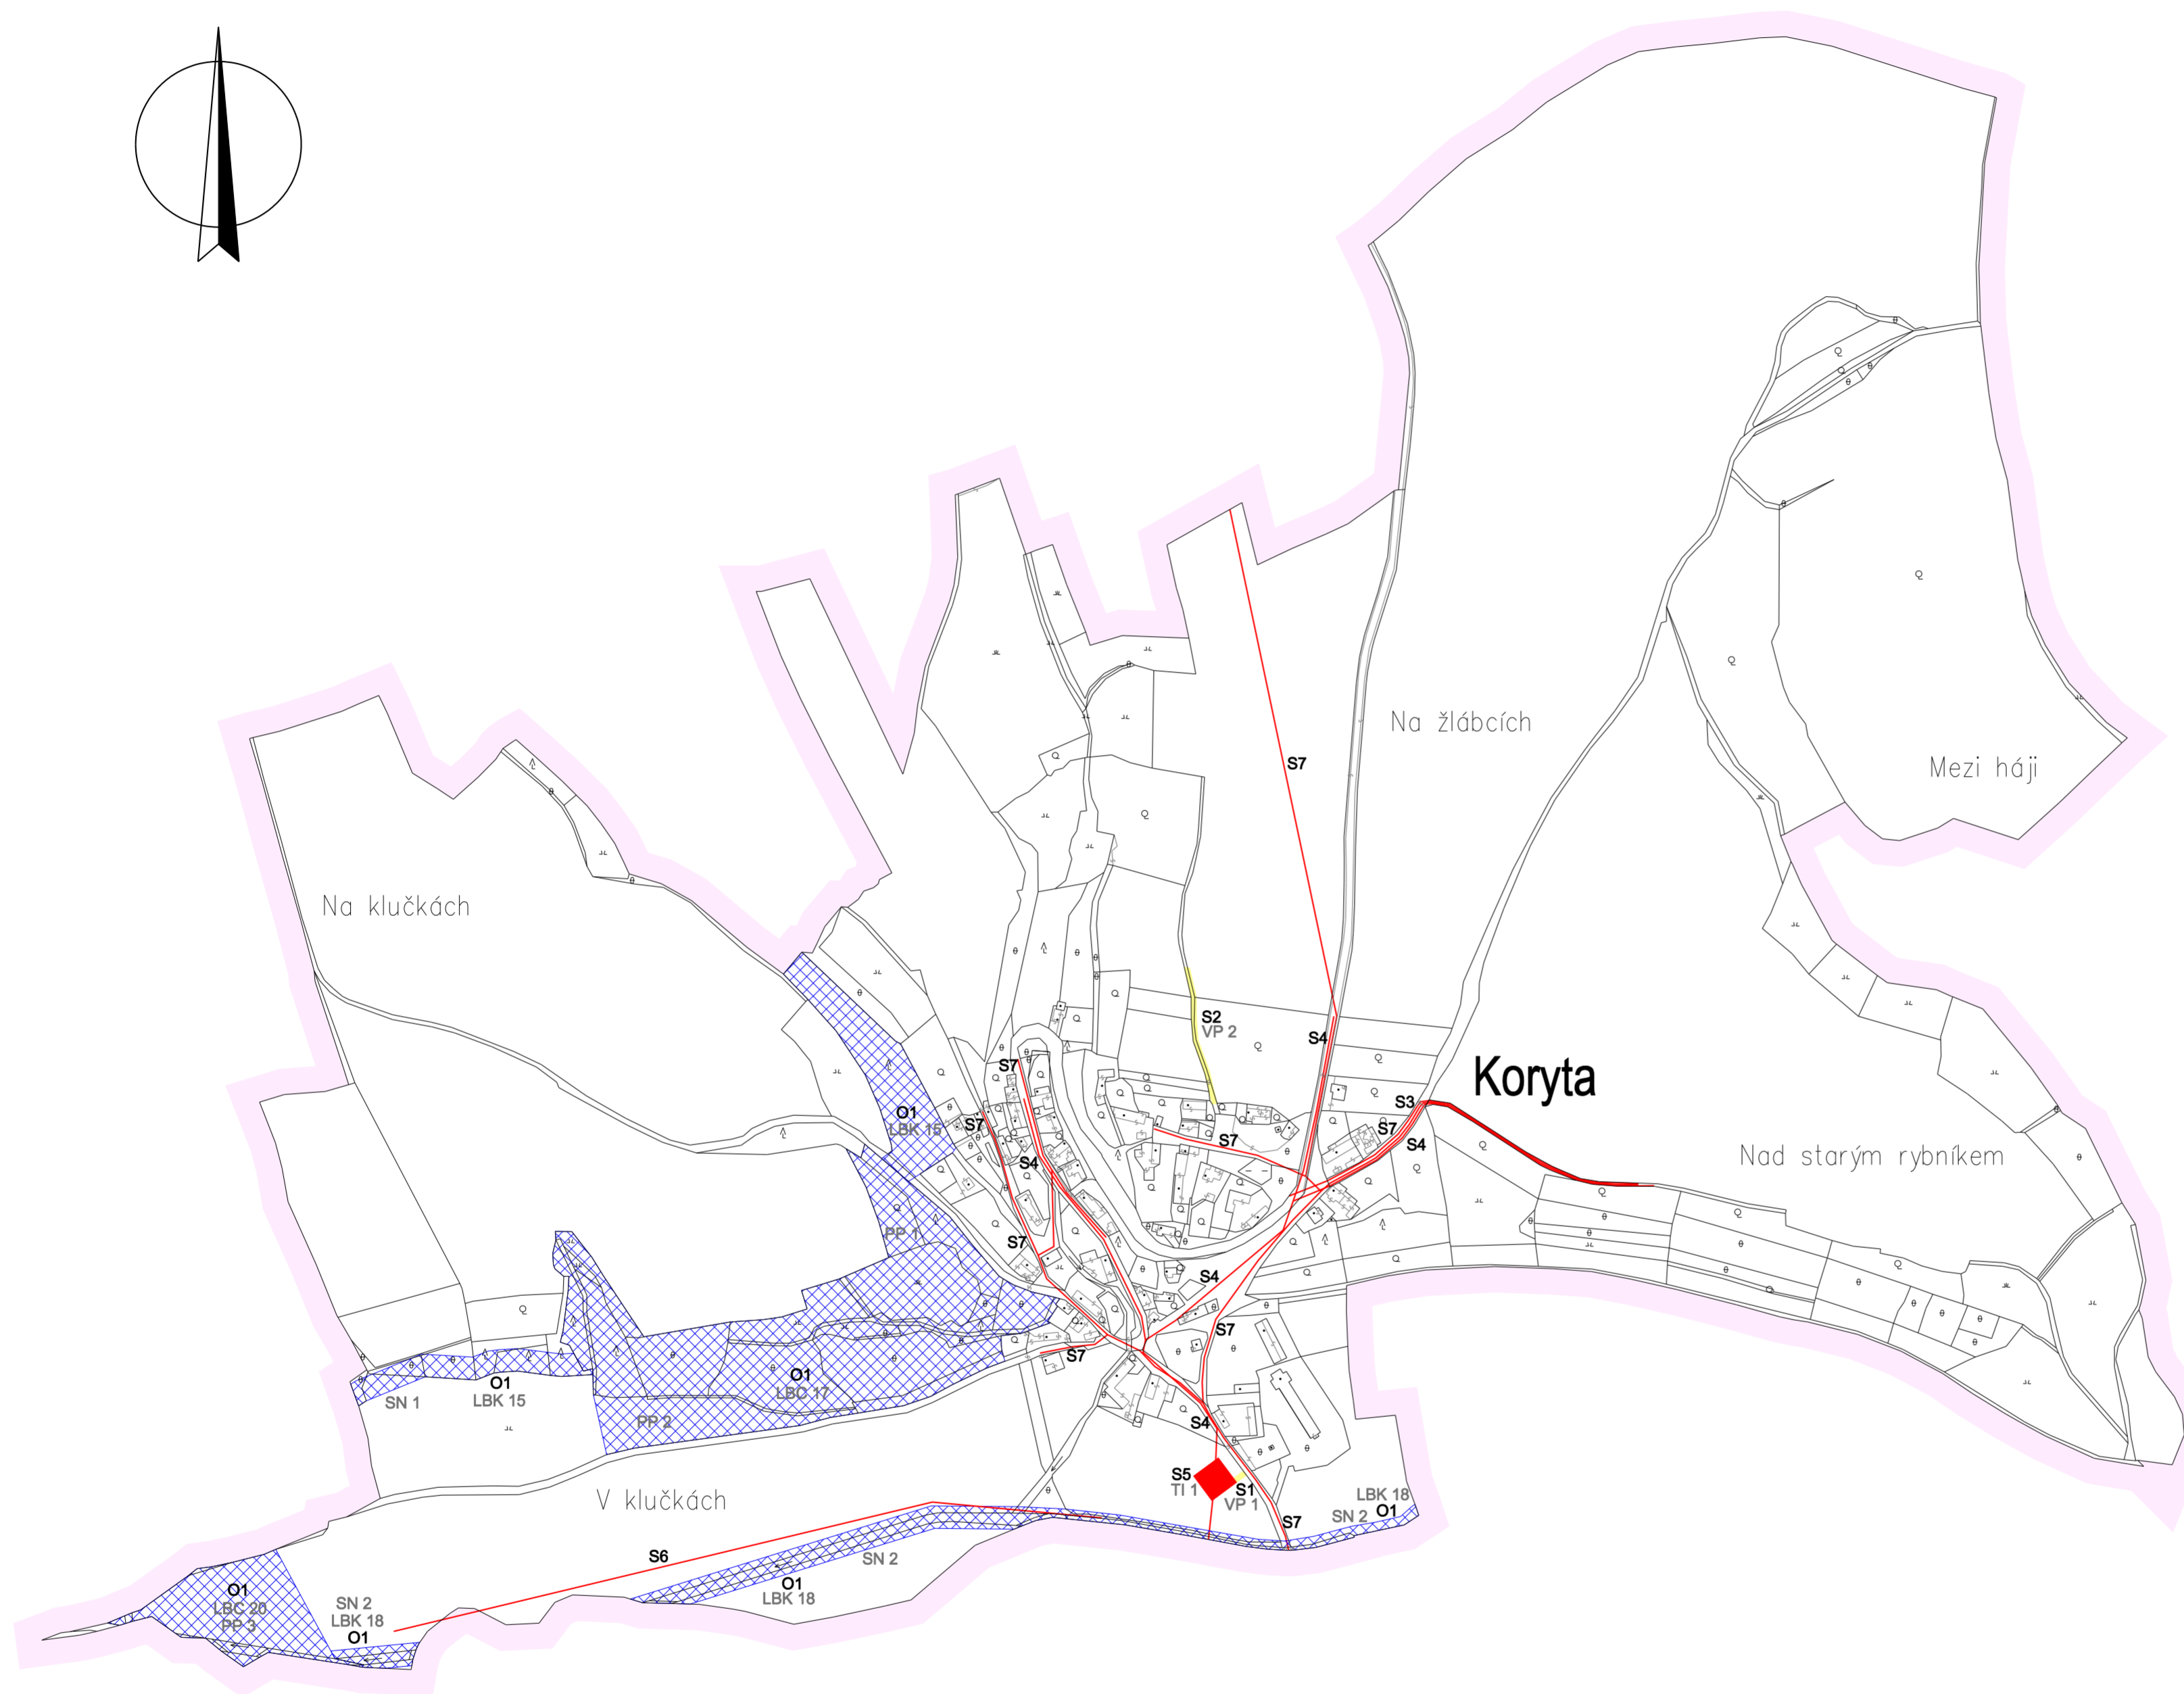 Na žlábcích
S7
Mezi háji
Na klučkách
S2
VP 2
S4
Koryta
S7
S3
O1
LBK 15
S7
S7
S4
S7
S4
Nad starým rybníkem
PP 1
S7
S4
S7
S7
O1
LBC 17
O1
LBK 15
SN 1
PP 2
S4
S5
TI 1
S1
VP 1
LBK 18
O1
SN 2
S7
V klučkách
S6
SN 2
O1
LBK 18
O1
LBC 20
PP 3
SN 2
LBK 18
O1